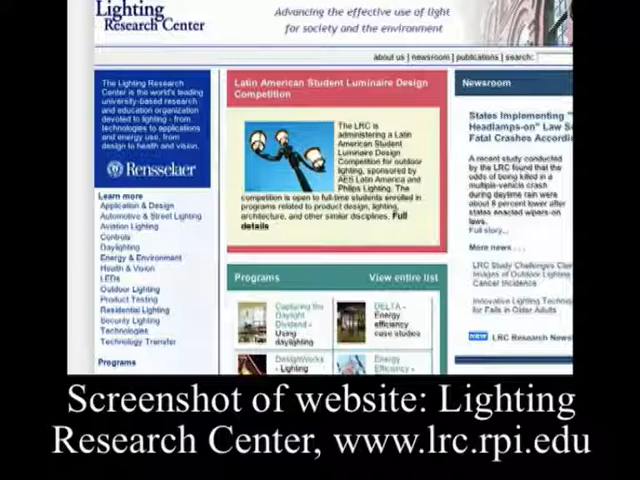 Lighting
Research Center
Advancing the effective use of light
for society and the environment
about us | newsroom | publications | search:
The Lighting Research
Center is the world's leading
university-based research
and education organization
devoted to lighting - from
technologies to applications
and energy use, from
design to health and vision.
Rensselaer
Learn more
Application & Design
Automotive & Street Lighting
Aviation Lighting
Controls
Daylighting
Energy & Environment
Health & Vision
LEDs
Outdoor Lighting
Product Testing
Residential Lighting
Security Lighting
Technologies
Technology Transfer
Programs
Latin American Student Luminaire Design
Competition
The LRC is
administering a Latin
American Student
Luminaire Design
Competition for outdoor
lighting, sponsored by
AES Latin America and
Philips Lighting. The
competition is open to full-time students enrolled in
programs related to product design, lighting,
architecture, and other similar disciplines. Full
details
Programs View entire list
Capturing the
Daylight
Dividend -
Using
daylighting
DELTA -
Energy
efficiency
case studies
DesignWorks
- Lighting
Energy
Efficiency -
Newsroom
States Implementing "
Headlamps-on" Law S
Fatal Crashes Accordin
A recent study conducted
by the LRC found that the
odds of being killed in a
multiple-vehicle crash
during daytime rain were
about 8 percent lower after
states enacted wipers-on
laws.
Full story...
More news . . .
LRC Study Challenges Clai
Images of Outdoor Lighting
Cancer Incidence
Innovative Lighting Techno
for Falls in Older Adults
NEW LRC Research News
Screenshot of website: Lighting
Research Center, www.lrc.rpi.edu